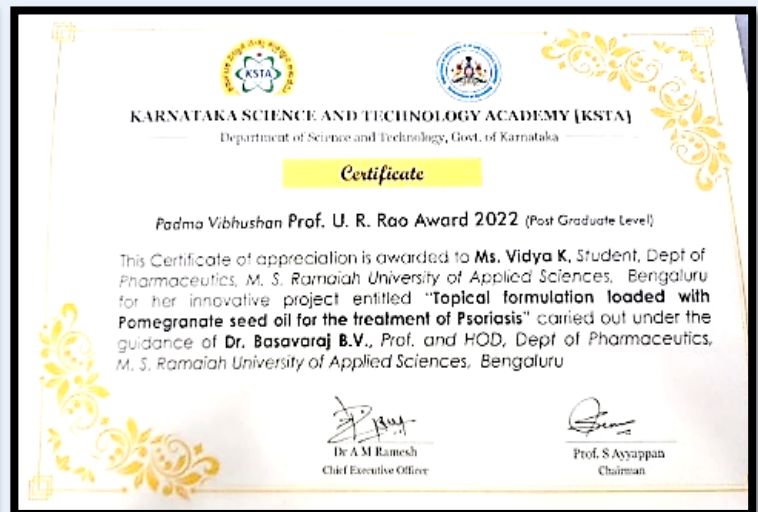 KSTA
KARNATAKA SCIENCE AND TECHNOLOGY ACADEMY [KSTA]
Department of Science and Technology, Govt. of Karnataka
Certificate
Padma Vibhushan Prof. U. R. Rao Award 2022 (Post Graduate Level)
This Certificate of appreciation is awarded to Ms. Vidya K, Student, Dept of
Pharmaceutics, M. S. Ramaiah University of Applied Sciences, Bengaluru
for her innovative project entitled "Topical formulation loaded with
Pomegranate seed oil for the treatment of Psoriasis" carried out under the
guidance of Dr. Basavaraj B.V., Prof. and HOD, Dept of Pharmaceutics,
M. S. Ramaiah University of Applied Sciences, Bengaluru
Dr A M Ramesh
Chief Executive Officer
Prof. S Ayyappan
Chairman